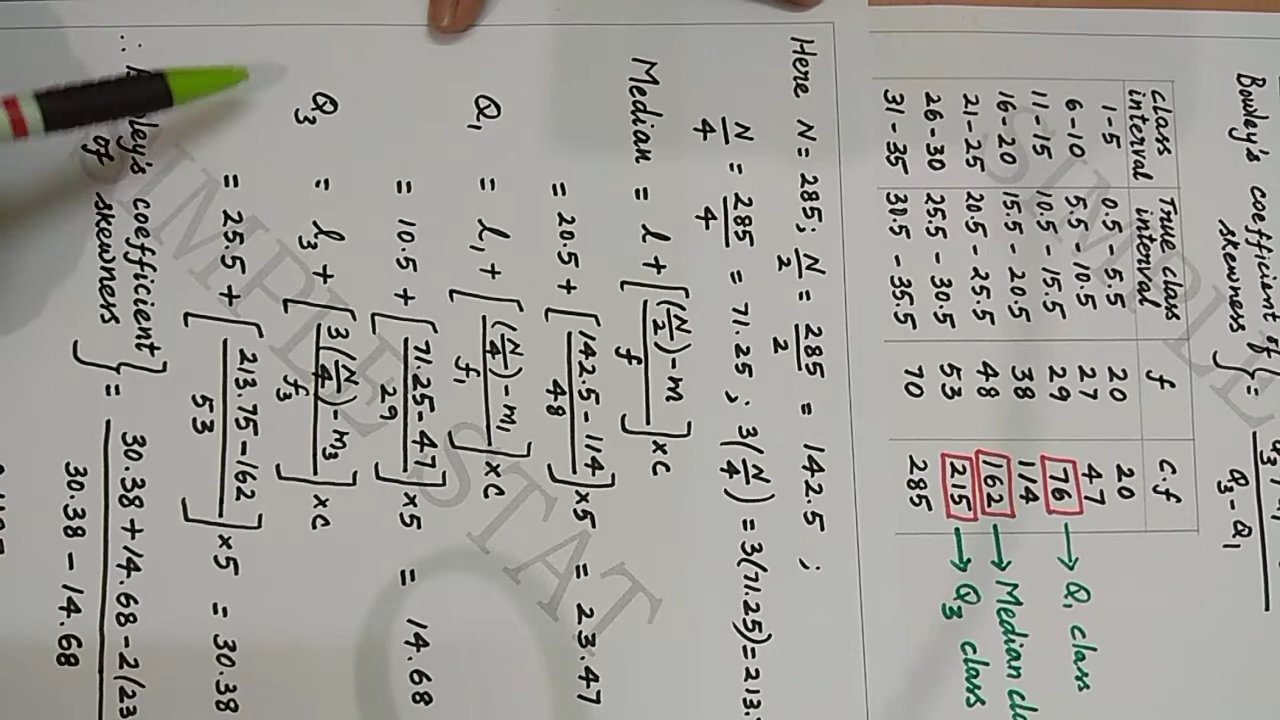 Bowley's coefficient of skewness } =
Q3 - Q1
class interval | True class interval | f | c.f
1-5 | 0.5 - 5.5 | 20 | 20
6-10 | 5.5 - 10.5 | 27 | 47
11-15 | 10.5 - 15.5 | 29 | 76 → Q1 class
16-20 | 15.5 - 20.5 | 38 | 114
21-25 | 20.5 - 25.5 | 48 | 162 → Median
26-30 | 25.5 - 30.5 | 53 | 215 → Q3 class
31-35 | 30.5 - 35.5 | 70 | 285
Here N = 285; N/2 = 285/2 = 142.5 ;
N/4 = 285/4 = 71.25 ; 3(N/4) = 3(71.25) = 213.
Median = l + [((N/2) - m)/f] × c
= 20.5 + [(142.5 - 114)/48] × 5 = 23.47
Q1 = l1 + [((N/4) - m1)/f1] × c
= 10.5 + [(71.25 - 47)/29] × 5 = 14.68
Q3 = l3 + [(3(N/4) - m3)/f3] × c
= 25.5 + [(213.75 - 162)/53] × 5 = 30.38
∴ ley's coefficient of skewness } = 30.38 + 14.68 - 2(23
30.38 - 14.68
SIMPLE STAT
SIMPLE